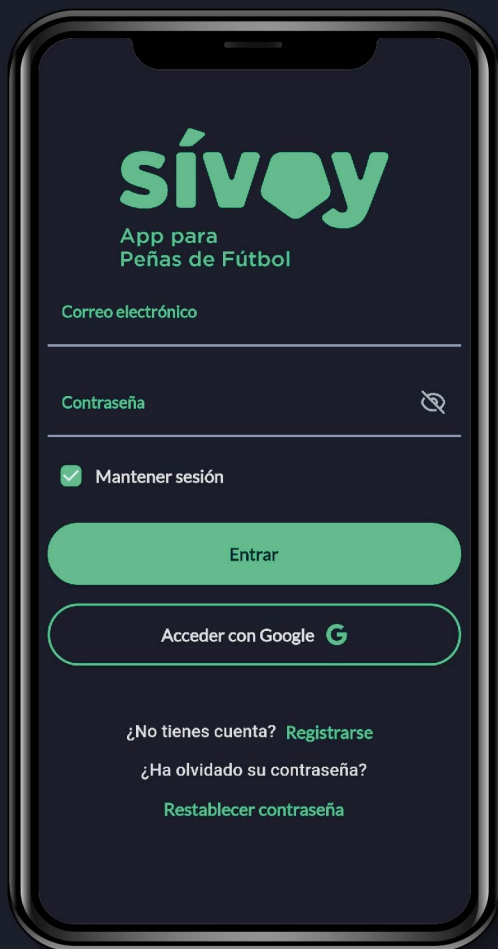 sívoy
App para
Peñas de Fútbol
Correo electrónico
Contraseña
Mantener sesión
Entrar
Acceder con Google G
¿No tienes cuenta? Registrarse
¿Ha olvidado su contraseña?
Restablecer contraseña